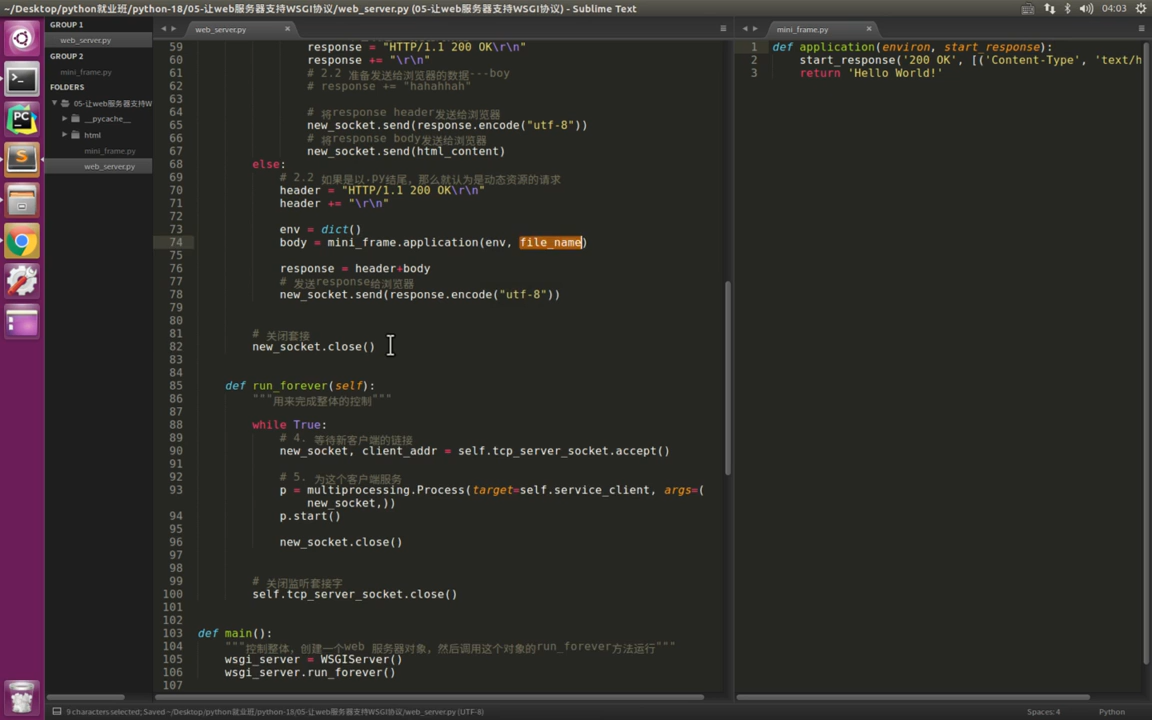 ~/Desktop/python就业班/python-18/05-让web服务器支持WSGI协议/web_server.py (05-让web服务器支持WSGI协议) - Sublime Text
04:03
GROUP 1
web_server.py
GROUP 2
mini_frame.py
FOLDERS
05-让web服务器支持W
__pycache__
html
mini_frame.py
web_server.py
web_server.py
59 response = "HTTP/1.1 200 OK\r\n"
60 response += "\r\n"
61 # 2.2 准备发送给浏览器的数据---boy
62 # response += "hahahhah"
63
64 # 将response header发送给浏览器
65 new_socket.send(response.encode("utf-8"))
66 # 将response body发送给浏览器
67 new_socket.send(html_content)
68 else:
69 # 2.2 如果是以.py结尾，那么就认为是动态资源的请求
70 header = "HTTP/1.1 200 OK\r\n"
71 header += "\r\n"
72
73 env = dict()
74 body = mini_frame.application(env, file_name)
75
76 response = header+body
77 # 发送response给浏览器
78 new_socket.send(response.encode("utf-8"))
79
80
81 # 关闭套接
82 new_socket.close()
83
84
85 def run_forever(self):
86 """用来完成整体的控制"""
87
88 while True:
89 # 4. 等待新客户端的链接
90 new_socket, client_addr = self.tcp_server_socket.accept()
91
92 # 5. 为这个客户端服务
93 p = multiprocessing.Process(target=self.service_client, args=(
new_socket,))
94 p.start()
95
96 new_socket.close()
97
98
99 # 关闭监听套接字
100 self.tcp_server_socket.close()
101
102
103 def main():
104 """控制整体，创建一个web 服务器对象，然后调用这个对象的run_forever方法运行"""
105 wsgi_server = WSGIServer()
106 wsgi_server.run_forever()
107
mini_frame.py
1 def application(environ, start_response):
2 start_response('200 OK', [('Content-Type', 'text/h
3 return 'Hello World!'
9 characters selected; Saved ~/Desktop/python就业班/python-18/05-让web服务器支持WSGI协议/web_server.py (UTF-8)
Spaces: 4
Python